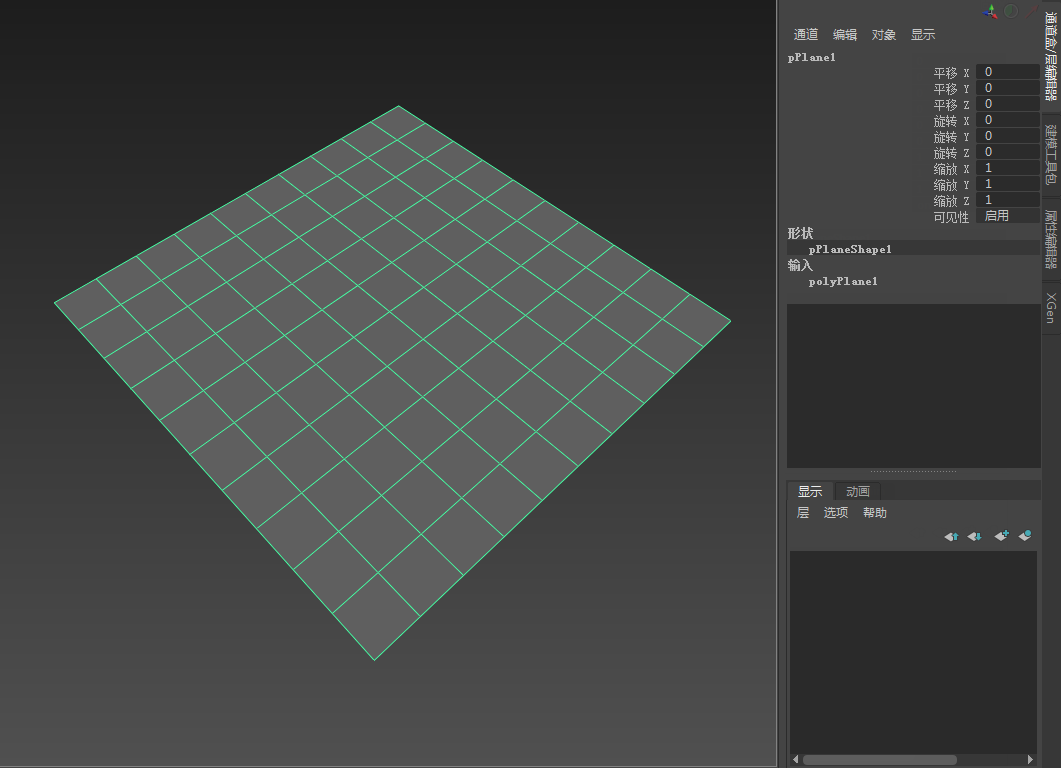 通道 编辑 对象 显示
pPlane1
平移 X 0
平移 Y 0
平移 Z 0
旋转 X 0
旋转 Y 0
旋转 Z 0
缩放 X 1
缩放 Y 1
缩放 Z 1
可见性 启用
形状
pPlaneShape1
输入
polyPlane1
显示 动画
层 选项 帮助
通道盒/层编辑器
建模工具包
属性编辑器
XGen